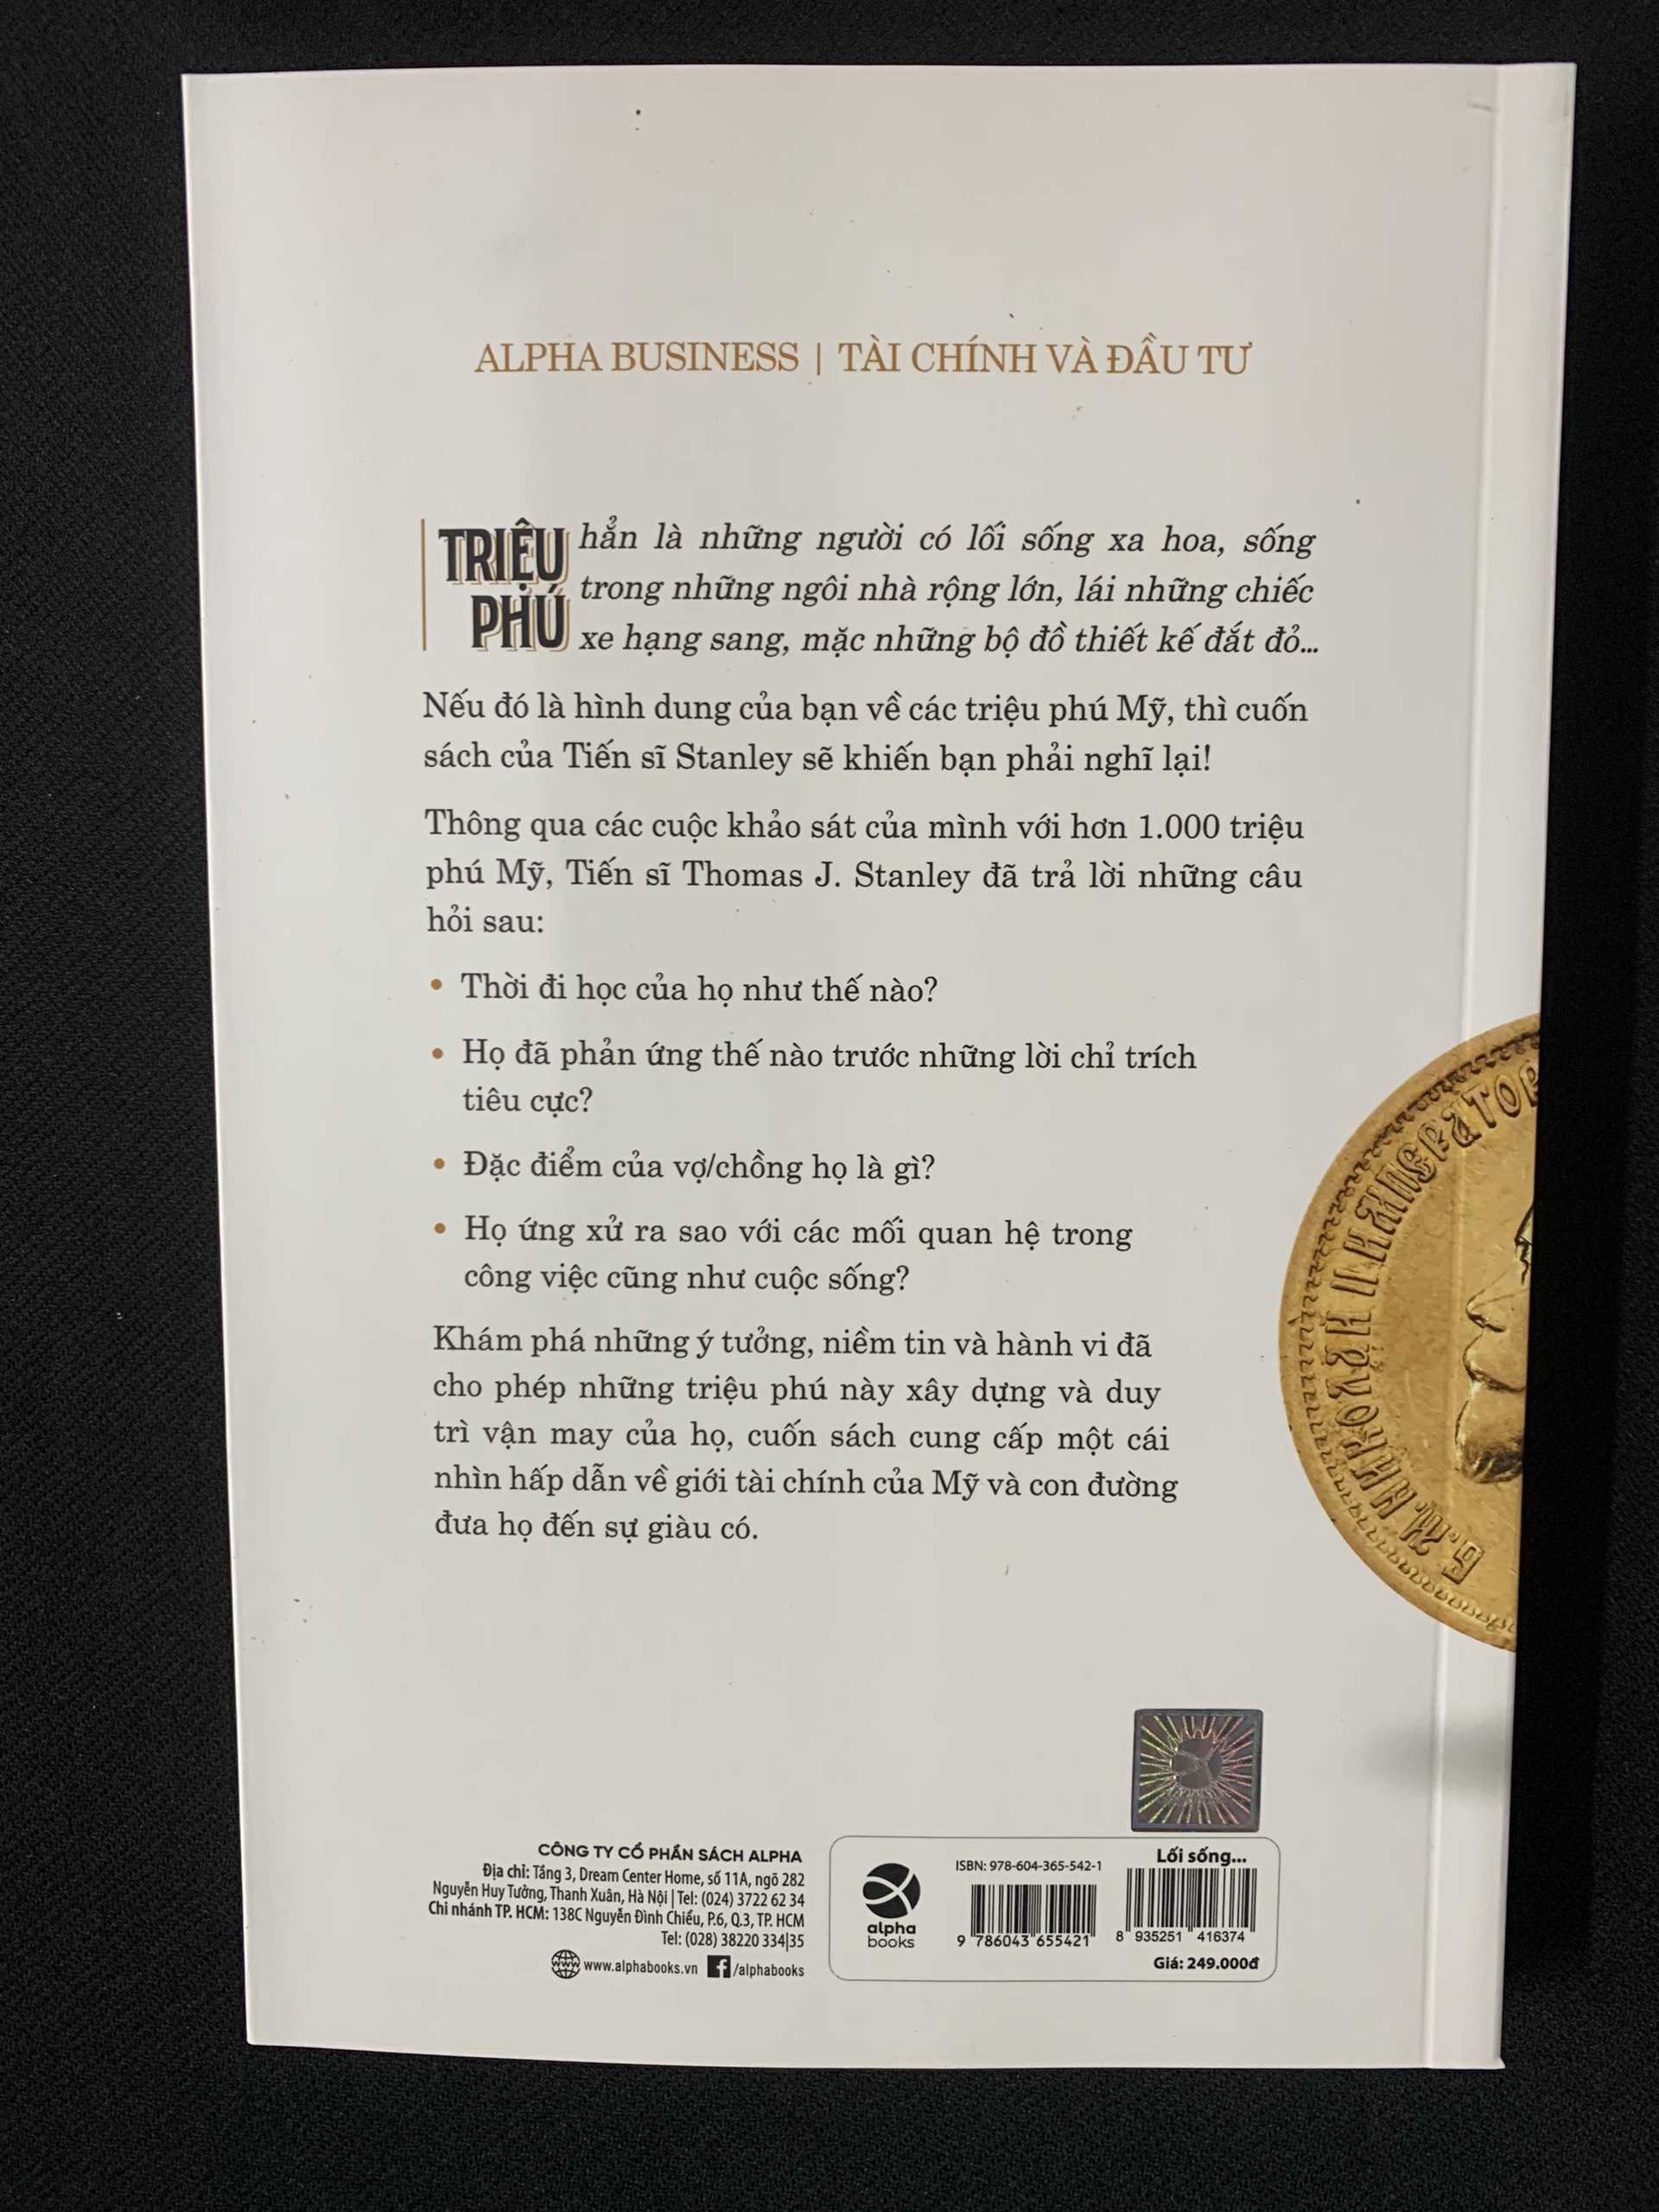 ALPHA BUSINESS | TÀI CHÍNH VÀ ĐẦU TƯ
TRIỆU PHÚ
hẳn là những người có lối sống xa hoa, sống
trong những ngôi nhà rộng lớn, lái những chiếc
xe hạng sang, mặc những bộ đồ thiết kế đắt đỏ...
Nếu đó là hình dung của bạn về các triệu phú Mỹ, thì cuốn
sách của Tiến sĩ Stanley sẽ khiến bạn phải nghĩ lại!
Thông qua các cuộc khảo sát của mình với hơn 1.000 triệu
phú Mỹ, Tiến sĩ Thomas J. Stanley đã trả lời những câu
hỏi sau:
• Thời đi học của họ như thế nào?
• Họ đã phản ứng thế nào trước những lời chỉ trích
tiêu cực?
• Đặc điểm của vợ/chồng họ là gì?
• Họ ứng xử ra sao với các mối quan hệ trong
công việc cũng như cuộc sống?
Khám phá những ý tưởng, niềm tin và hành vi đã
cho phép những triệu phú này xây dựng và duy
trì vận may của họ, cuốn sách cung cấp một cái
nhìn hấp dẫn về giới tài chính của Mỹ và con đường
đưa họ đến sự giàu có.
CÔNG TY CỔ PHẦN SÁCH ALPHA
Địa chỉ: Tầng 3, Dream Center Home, số 11A, ngõ 282
Nguyễn Huy Tưởng, Thanh Xuân, Hà Nội | Tel: (024) 3722 62 34
Chi nhánh TP. HCM: 138C Nguyễn Đình Chiểu, P.6, Q.3, TP. HCM
Tel: (028) 38220 334|35
www.alphabooks.vn f/alphabooks
alpha
books
ISBN: 978-604-365-542-1
9 786043 655421
Lối sống...
8 935251 416374
Giá: 249.000đ